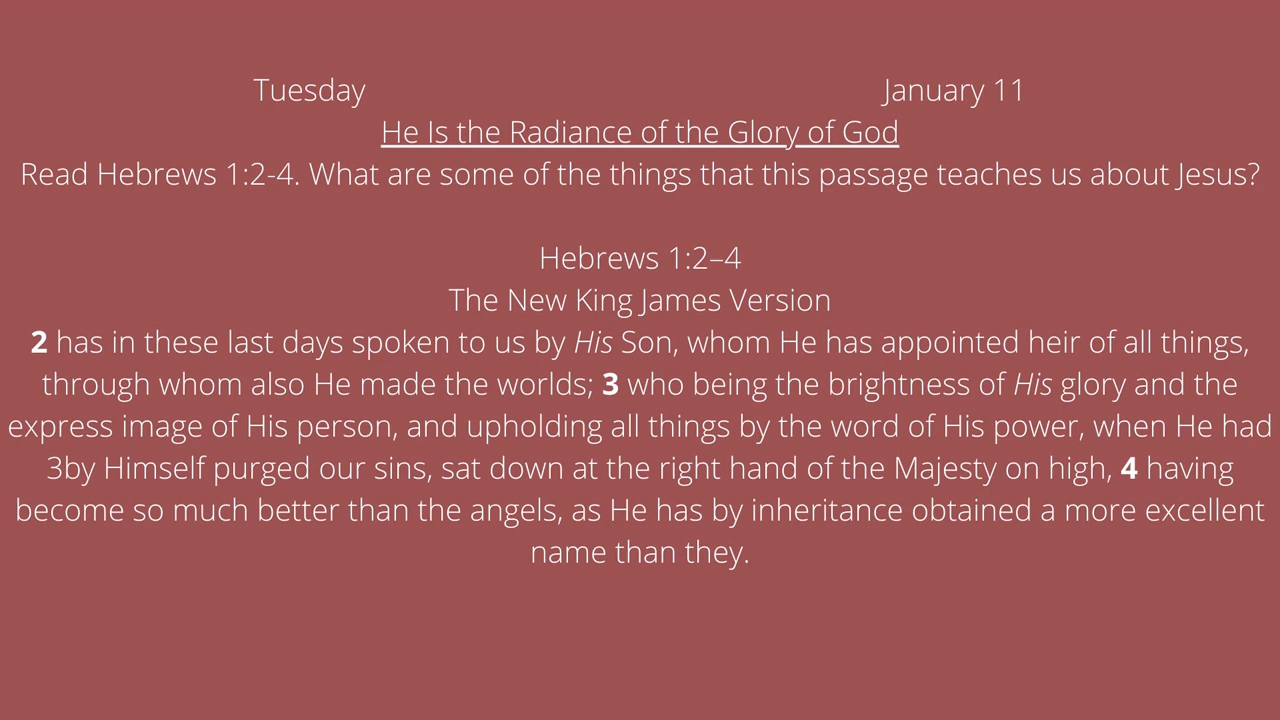 Tuesday January 11
He Is the Radiance of the Glory of God
Read Hebrews 1:2-4. What are some of the things that this passage teaches us about Jesus?
Hebrews 1:2–4
The New King James Version
2 has in these last days spoken to us by His Son, whom He has appointed heir of all things,
through whom also He made the worlds; 3 who being the brightness of His glory and the
express image of His person, and upholding all things by the word of His power, when He had
3by Himself purged our sins, sat down at the right hand of the Majesty on high, 4 having
become so much better than the angels, as He has by inheritance obtained a more excellent
name than they.